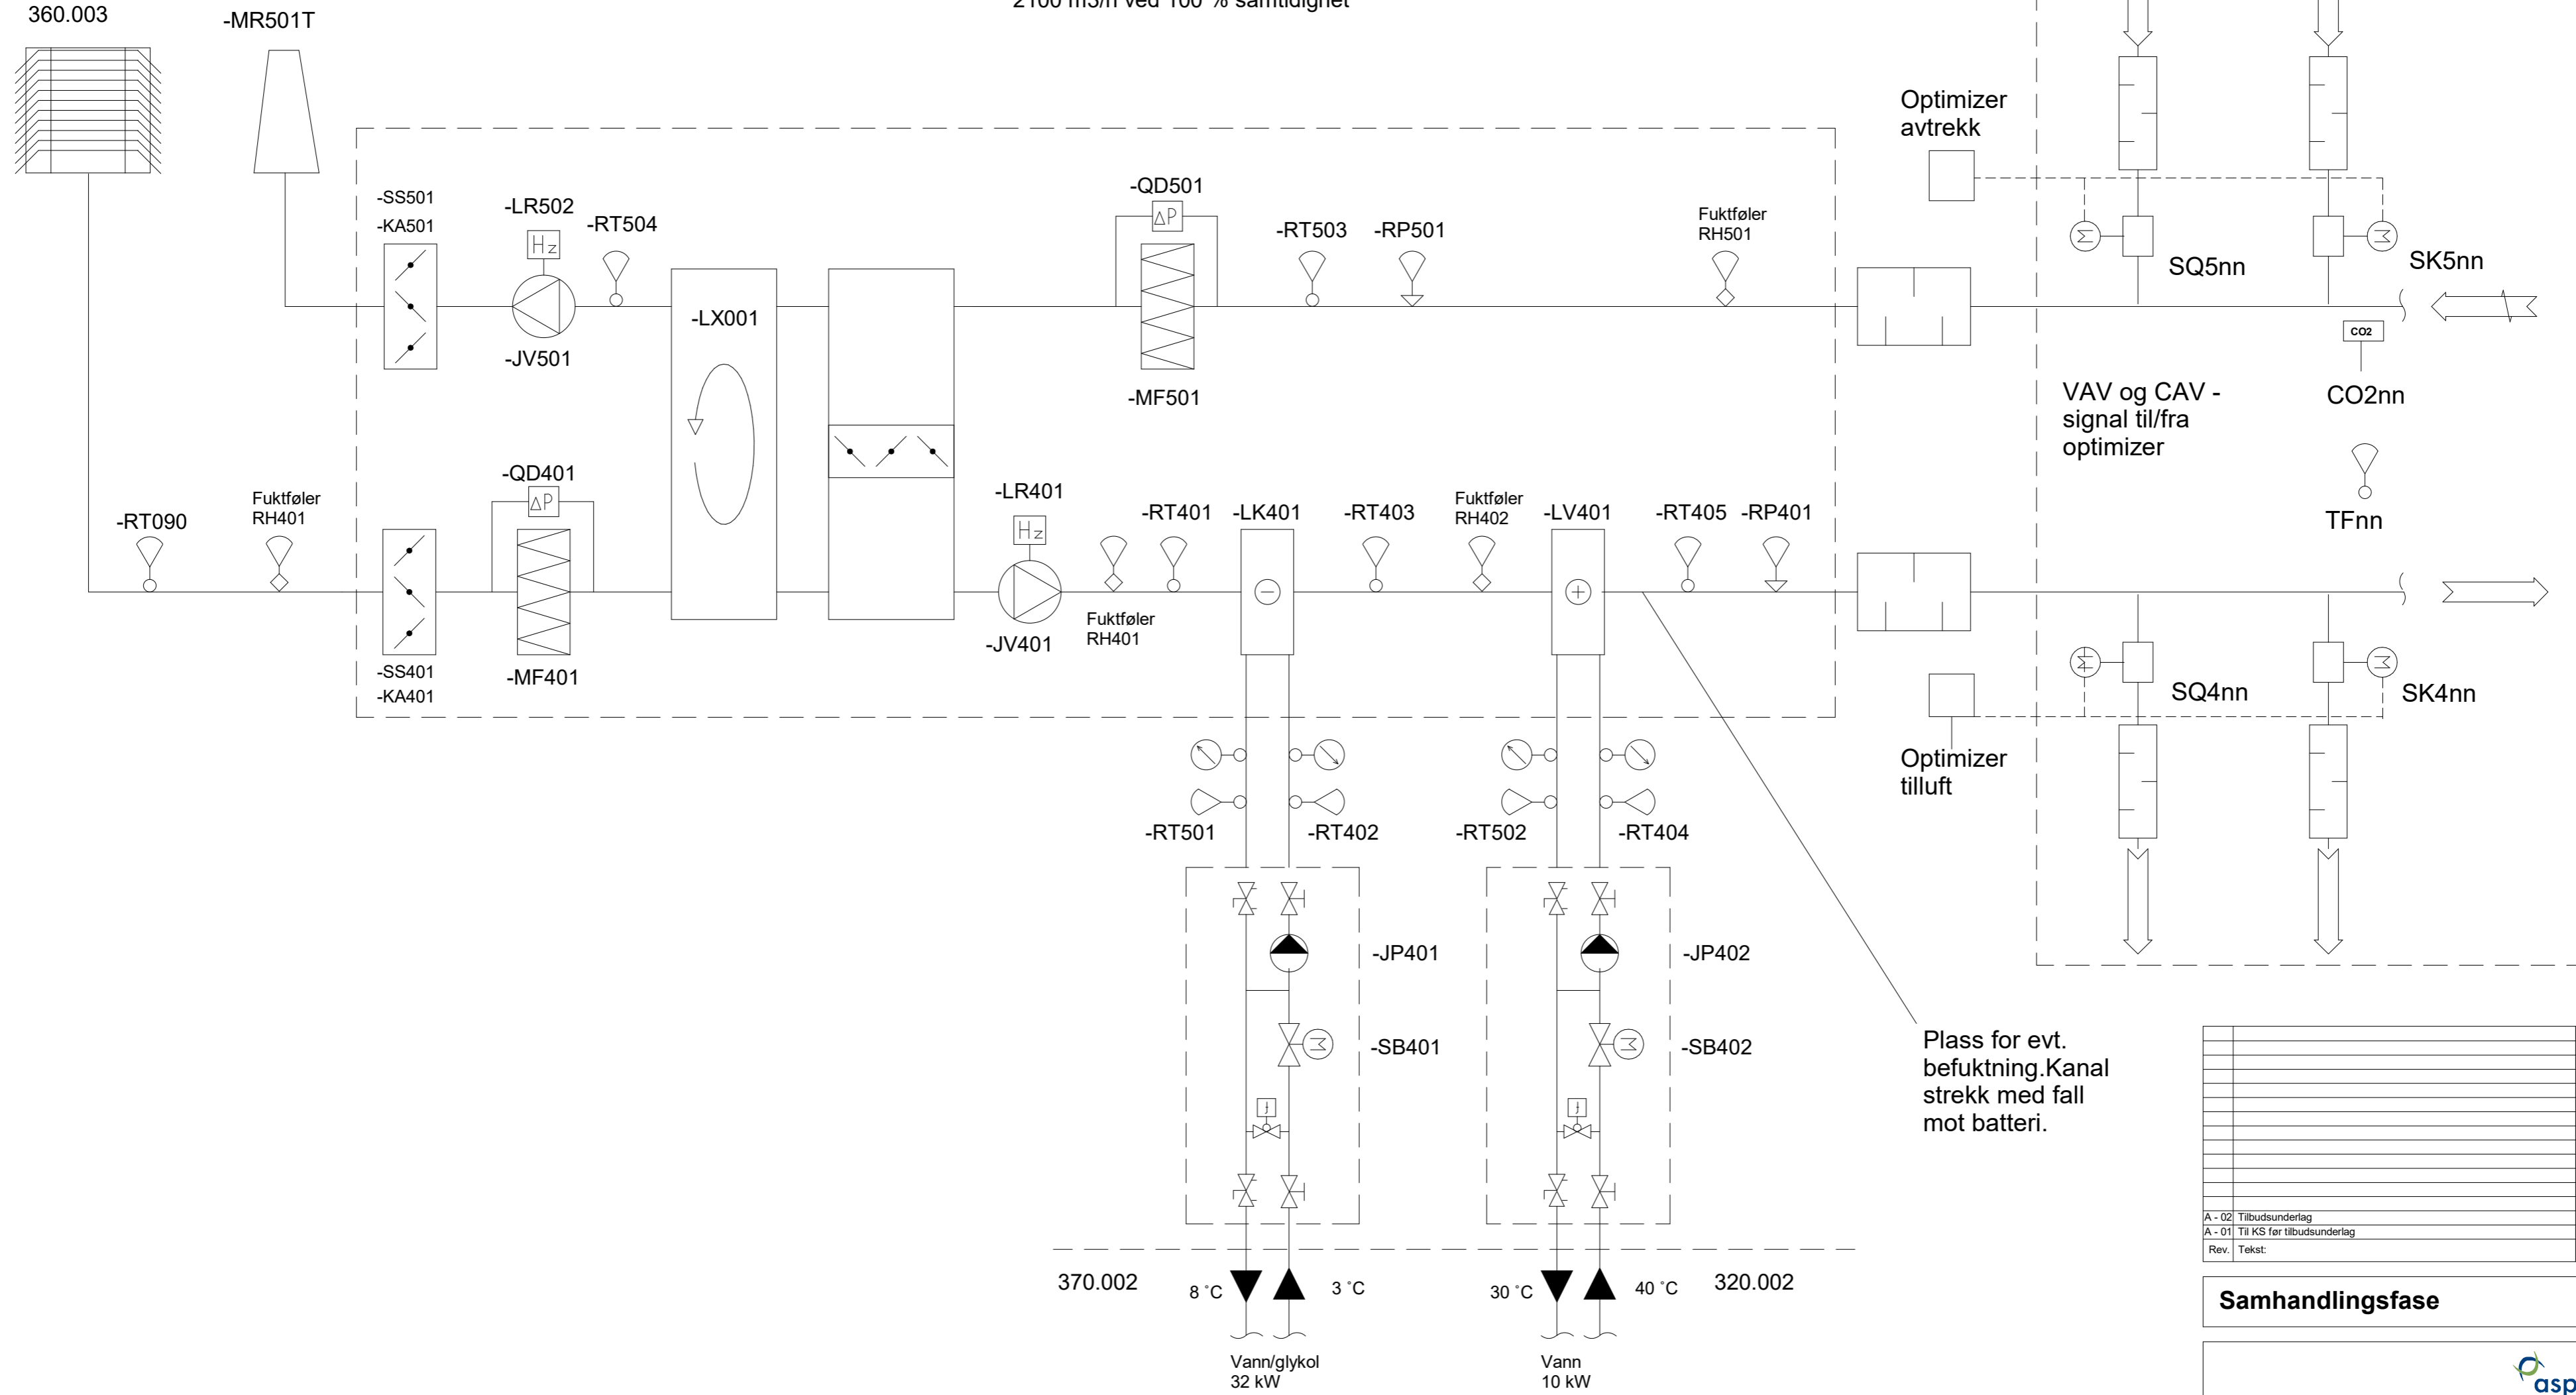 2100 m3/h ved 100 % samtidighet
360.003
-MR501T
Optimizer
avtrekk
-SS501
-KA501
-LR502
Hz
-RT504
-JV501
-LX001
-QD501
ΔP
-MF501
-RT503
-RP501
Fuktføler
RH501
SQ5nn
SK5nn
CO2
CO2nn
VAV og CAV -
signal til/fra
optimizer
TFnn
-RT090
Fuktføler
RH401
-QD401
ΔP
-SS401
-KA401
-MF401
-LR401
Hz
-JV401
Fuktføler
RH401
-RT401
-LK401
-RT403
Fuktføler
RH402
-LV401
-RT405
-RP401
SQ4nn
SK4nn
Optimizer
tilluft
-RT501
-RT402
-RT502
-RT404
-JP401
-JP402
-SB401
-SB402
Plass for evt.
befuktning.Kanal
strekk med fall
mot batteri.
370.002
8 °C
3 °C
30 °C
40 °C
320.002
Vann/glykol
32 kW
Vann
10 kW
A - 02 Tilbudsunderlag
A - 01 Til KS før tilbudsunderlag
Rev. Tekst:
Samhandlingsfase
asp